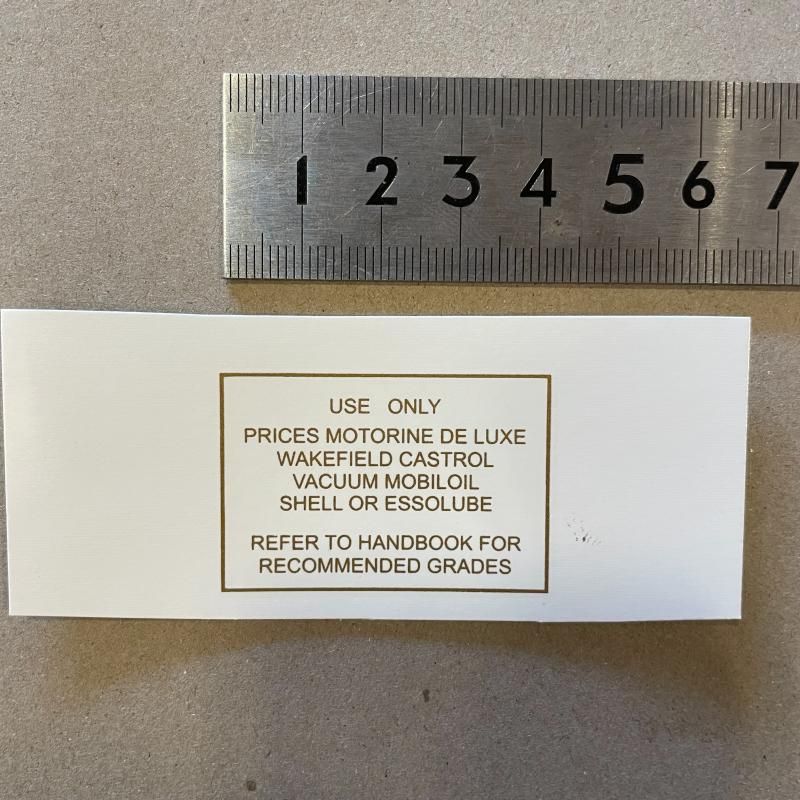 1 2 3 4 5 6 7
USE ONLY
PRICES MOTORINE DE LUXE
WAKEFIELD CASTROL
VACUUM MOBILOIL
SHELL OR ESSOLUBE
REFER TO HANDBOOK FOR
RECOMMENDED GRADES